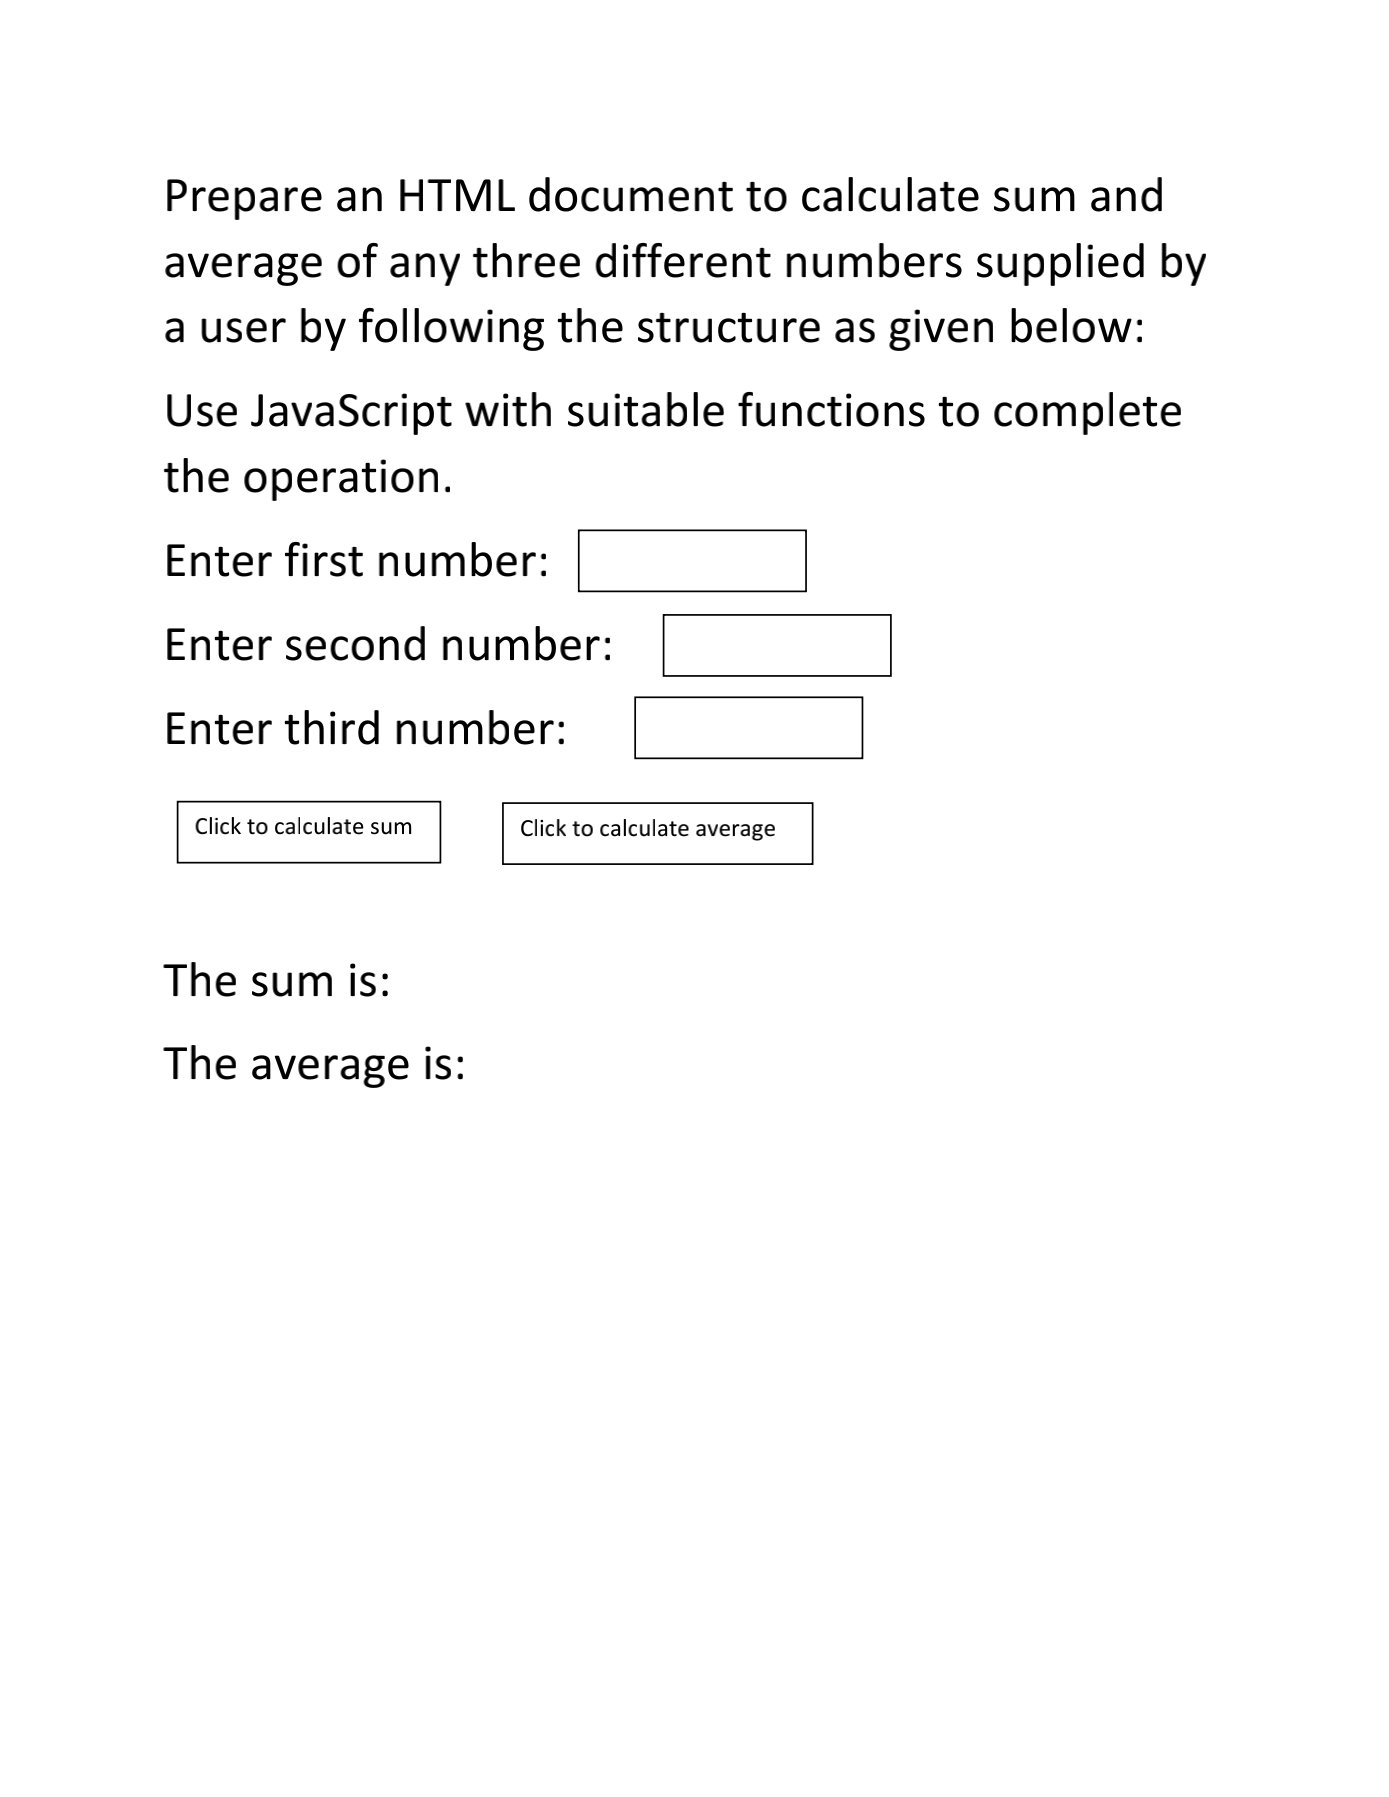 Prepare an HTML document to calculate sum and
average of any three different numbers supplied by
a user by following the structure as given below:
Use JavaScript with suitable functions to complete
the operation.
Enter first number:
Enter second number:
Enter third number:
Click to calculate sum
Click to calculate average
The sum is:
The average is: